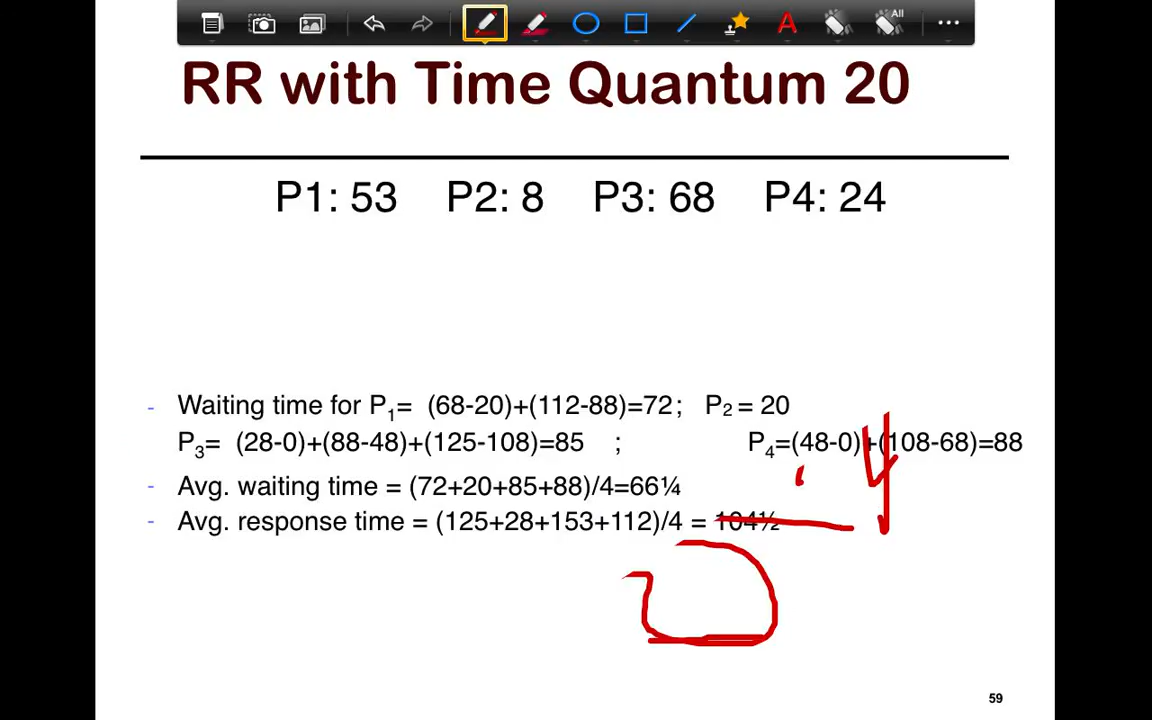 All
A
RR with Time Quantum 20
P1: 53 P2: 8 P3: 68 P4: 24
- Waiting time for P1= (68-20)+(112-88)=72; P2 = 20
P3= (28-0)+(88-48)+(125-108)=85 ; P4=(48-0)+(108-68)=88
- Avg. waiting time = (72+20+85+88)/4=66¼
- Avg. response time = (125+28+153+112)/4 = 104½
59